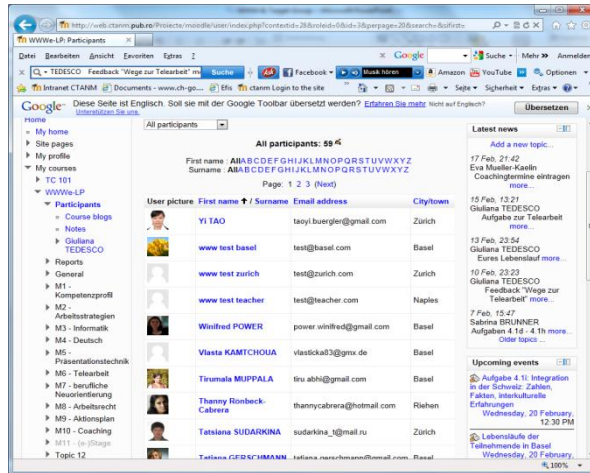 http://web.ctanm.pub.ro/Proiecte/moodle/user/index.php?contextid=28&roleid=0&id=3&perpage=20&search=&sifirst=
WWWe-LP: Participants
Datei Bearbeiten Ansicht Favoriten Extras ?
Google Suche Mehr >> Anmelden
TEDESCO Feedback "Wege zur Telearbeit" m Suche Facebook Musik hören Amazon YouTube Optionen
Intranet CTANM Documents - www.ch-go... Efis ctanm Login to the site Seite Sicherheit Extras
Google Diese Seite ist Englisch. Soll sie mit der Google Toolbar übersetzt werden? Erfahren Sie mehr Nicht auf Englisch? Übersetzen
Unterstützen Sie uns.
Home
My home
Site pages
My profile
My courses
TC 101
WWWe-LP
Participants
Course blogs
Notes
Giuliana TEDESCO
Reports
General
M1 -
Kompetenzprofil
M2 -
Arbeitsstrategien
M3 - Informatik
M4 - Deutsch
M5 -
Präsentationstechnik
M6 - Telearbeit
M7 - berufliche
Neuorientierung
M8 - Arbeitsrecht
M9 - Aktionsplan
M10 - Coaching
M11 - (e-)Stage
Topic 12
All participants
All participants: 59
First name : All A B C D E F G H I J K L M N O P Q R S T U V W X Y Z
Surname : All A B C D E F G H I J K L M N O P Q R S T U V W X Y Z
Page: 1 2 3 (Next)
User picture First name ↑ / Surname Email address City/town
Yi TAO taoyi.buergler@gmail.com Zürich
www test basel test@basel.com Basel
www test zurich test@zurich.com Zurich
www test teacher test@teacher.com Naples
Winifred POWER power.winifred@gmail.com Basel
Vlasta KAMTCHOUA vlasticka83@gmx.de Basel
Tirumala MUPPALA tiru.abhi@gmail.com Basel
Thanny Ronbeck-
Cabrera thannycabrera@hotmail.com Riehen
Tatsiana SUDARKINA sudarkina_t@mail.ru Zürich
Tatiana GERSCHMANN tatiana.gerschmann@gmail.com Basel
Latest news
Add a new topic...
17 Feb, 21:42
Eva Mueller-Kaelin
Coachingtermine eintragen
more...
15 Feb, 13:21
Giuliana TEDESCO
Aufgabe zur Telearbeit
more...
13 Feb, 23:54
Giuliana TEDESCO
Eures Lebenslauf more...
10 Feb, 23:23
Giuliana TEDESCO
Feedback "Wege zur
Telearbeit" more...
7 Feb, 15:47
Sabrina BRUNNER
Aufgaben 4.1d - 4.1h more...
Older topics ...
Upcoming events
Aufgabe 4.1i: Integration
in der Schweiz: Zahlen,
Fakten, interkulturelle
Erfahrungen
Wednesday, 20 February,
12:30 PM
Lebensläufe der
Teilnehmende in Basel
Wednesday, 20 February,
100%